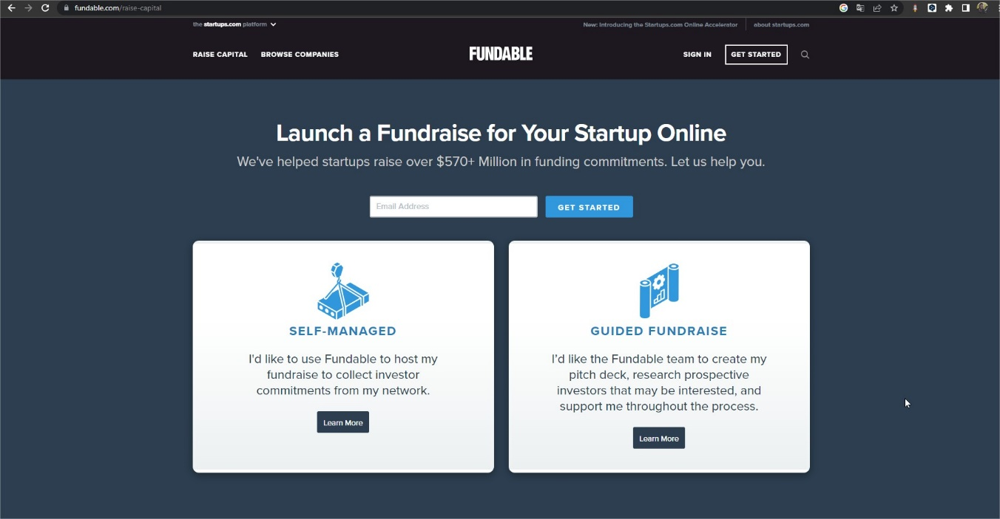 fundable.com/raise-capital
the startups.com platform
New: Introducing the Startups.com Online Accelerator
about startups.com
RAISE CAPITAL
BROWSE COMPANIES
FUNDABLE
SIGN IN
GET STARTED
Launch a Fundraise for Your Startup Online
We've helped startups raise over $570+ Million in funding commitments. Let us help you.
Email Address
GET STARTED
SELF-MANAGED
I'd like to use Fundable to host my
fundraise to collect investor
commitments from my network.
Learn More
GUIDED FUNDRAISE
I’d like the Fundable team to create my
pitch deck, research prospective
investors that may be interested, and
support me throughout the process.
Learn More